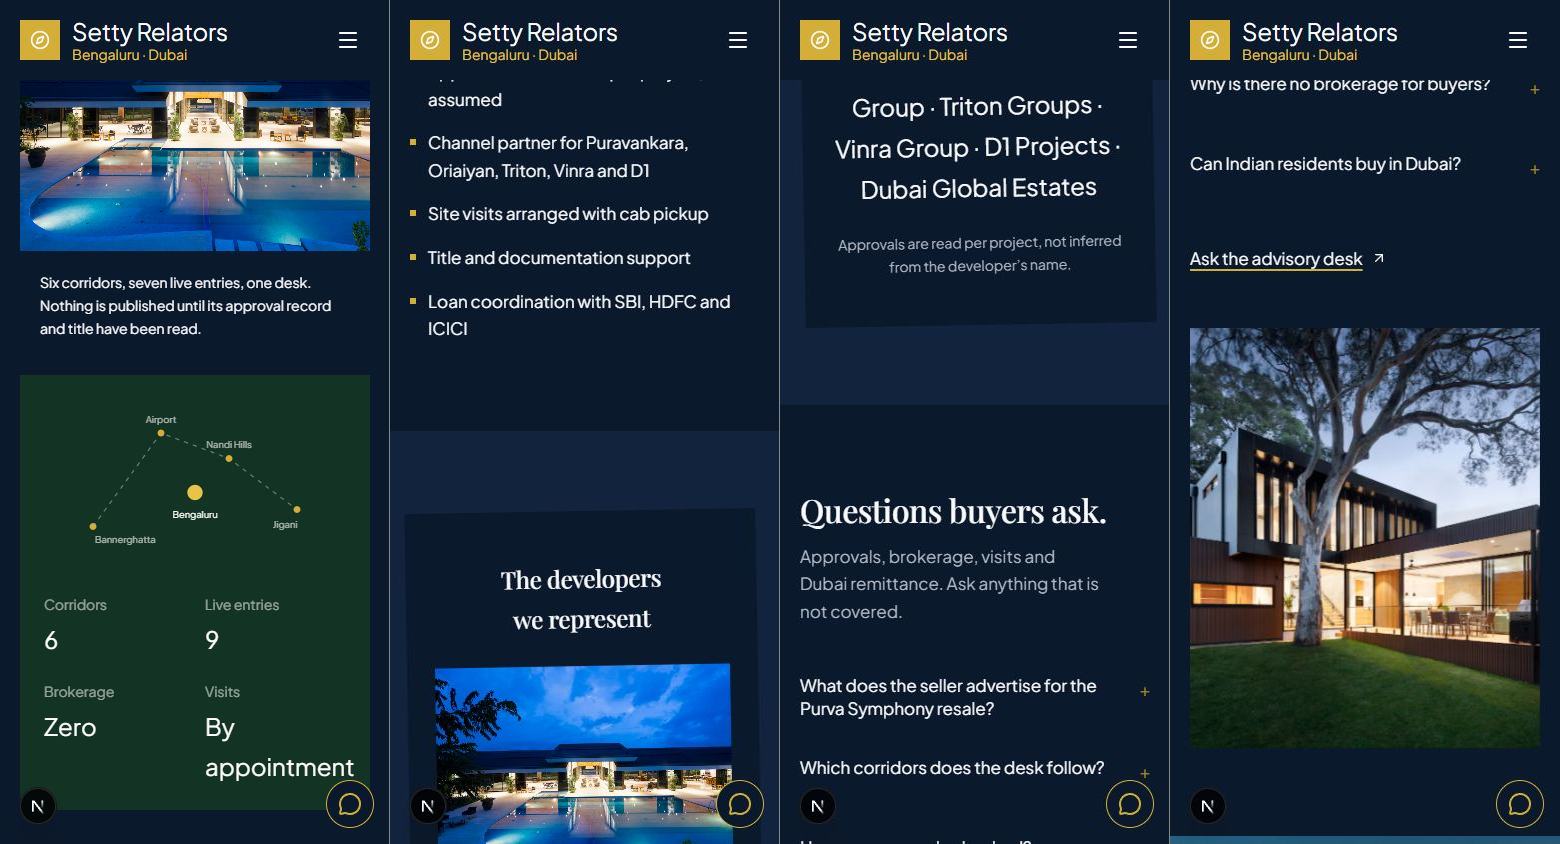 Setty Relators
Bengaluru · Dubai
Six corridors, seven live entries, one desk.
Nothing is published until its approval record
and title have been read.
Airport
Nandi Hills
Bengaluru
Jigani
Bannerghatta
Corridors
Live entries
6
9
Brokerage
Visits
Zero
By
appointment
N
Setty Relators
Bengaluru · Dubai
assumed
Channel partner for Puravankara,
Oriaiyan, Triton, Vinra and D1
Site visits arranged with cab pickup
Title and documentation support
Loan coordination with SBI, HDFC and
ICICI
The developers
we represent
N
Setty Relators
Bengaluru · Dubai
Group · Triton Groups ·
Vinra Group · D1 Projects ·
Dubai Global Estates
Approvals are read per project, not inferred
from the developer's name.
Questions buyers ask.
Approvals, brokerage, visits and
Dubai remittance. Ask anything that is
not covered.
What does the seller advertise for the
Purva Symphony resale?
+
Which corridors does the desk follow?
+
N
Setty Relators
Bengaluru · Dubai
Why is there no brokerage for buyers?
+
Can Indian residents buy in Dubai?
+
Ask the advisory desk
N